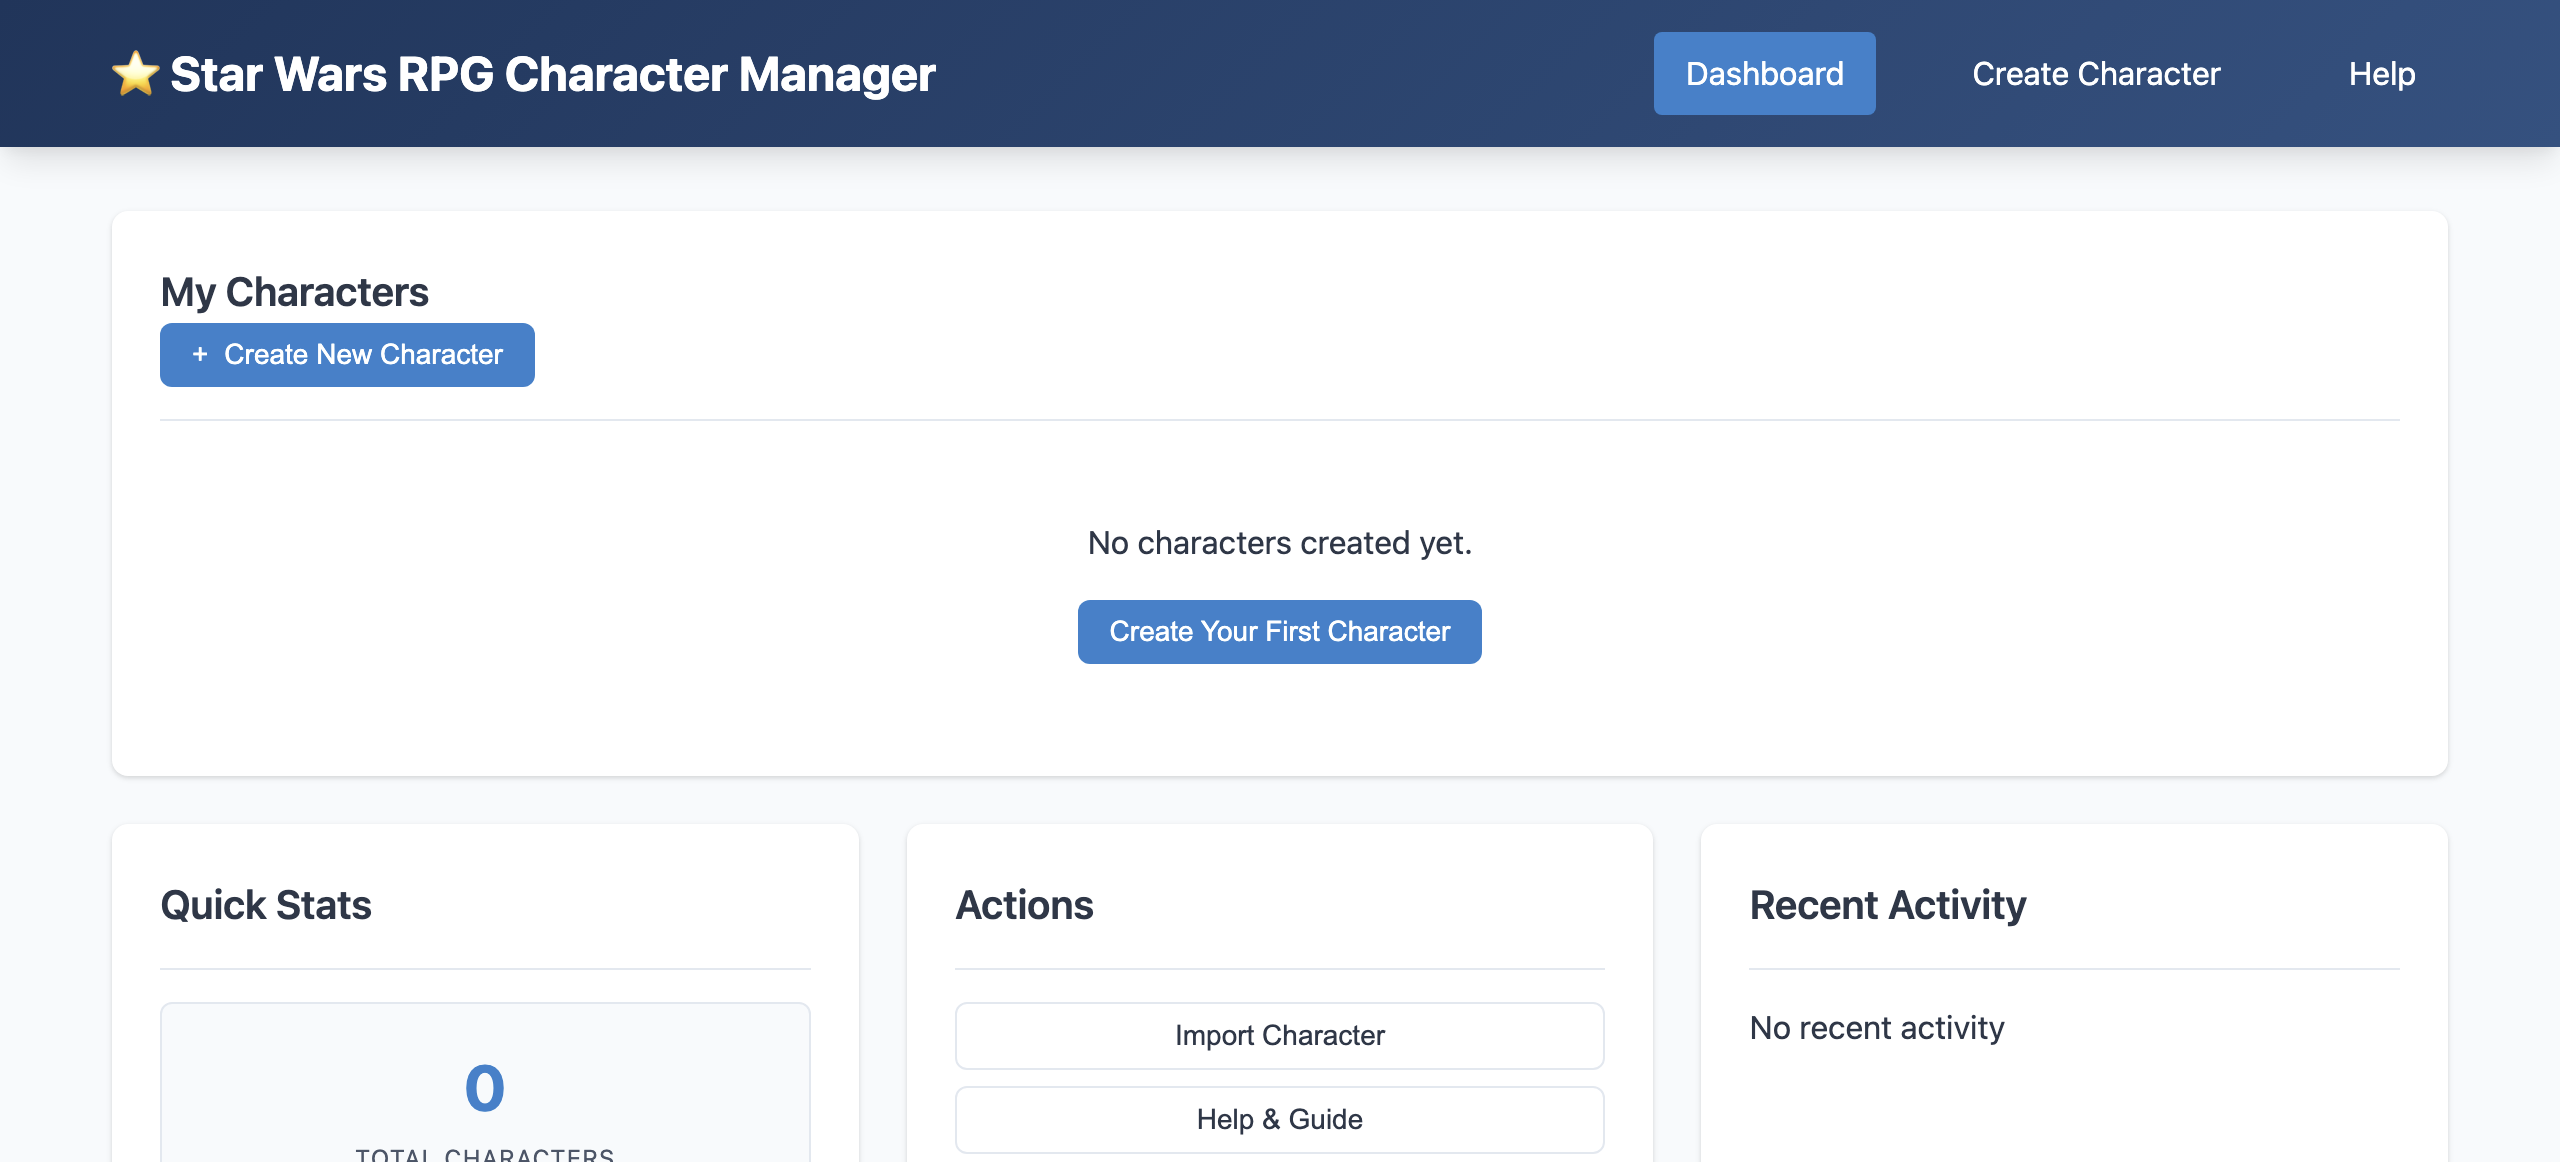 ⭐ Star Wars RPG Character Manager
Dashboard
Create Character
Help
My Characters
+ Create New Character
No characters created yet.
Create Your First Character
Quick Stats
0
TOTAL CHARACTERS
Actions
Import Character
Help & Guide
Recent Activity
No recent activity